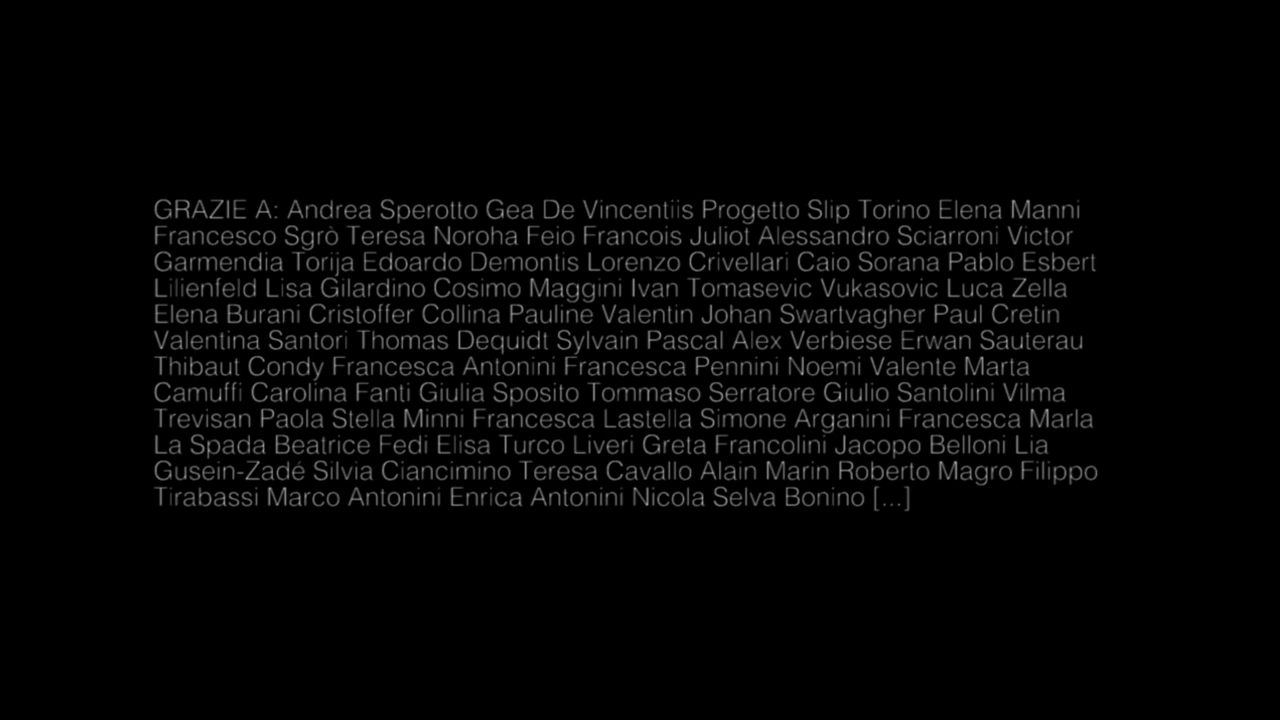 GRAZIE A: Andrea Sperotto Gea De Vincentiis Progetto Slip Torino Elena Manni
Francesco Sgrò Teresa Noroha Feio Francois Juliot Alessandro Sciarroni Victor
Garmendia Torija Edoardo Demontis Lorenzo Crivellari Caio Sorana Pablo Esbert
Lilienfeld Lisa Gilardino Cosimo Maggini Ivan Tomasevic Vukasovic Luca Zella
Elena Burani Cristoffer Collina Pauline Valentin Johan Swartvagher Paul Cretin
Valentina Santori Thomas Dequidt Sylvain Pascal Alex Verbiese Erwan Sauterau
Thibaut Condy Francesca Antonini Francesca Pennini Noemi Valente Marta
Camuffi Carolina Fanti Giulia Sposito Tommaso Serratore Giulio Santolini Vilma
Trevisan Paola Stella Minni Francesca Lastella Simone Arganini Francesca Marla
La Spada Beatrice Fedi Elisa Turco Liveri Greta Francolini Jacopo Belloni Lia
Gusein-Zadé Silvia Ciancimino Teresa Cavallo Alain Marin Roberto Magro Filippo
Tirabassi Marco Antonini Enrica Antonini Nicola Selva Bonino [...]